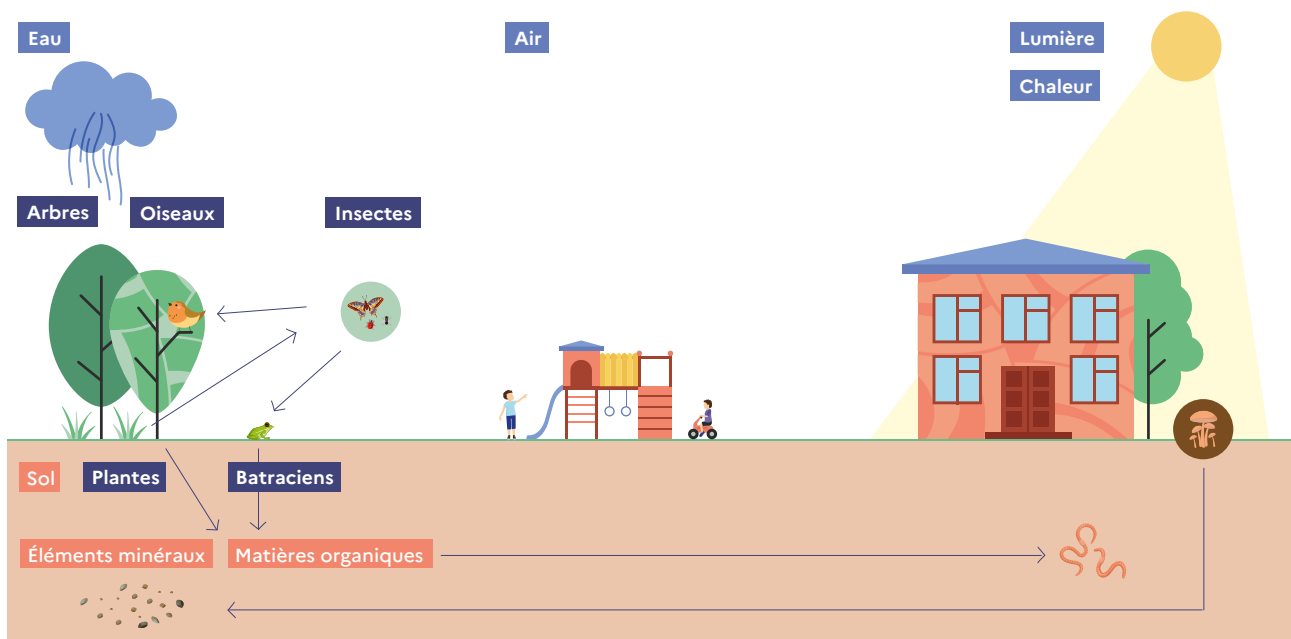 Eau
Air
Lumière
Chaleur
Arbres
Oiseaux
Insectes
Sol
Plantes
Batraciens
Éléments minéraux
Matières organiques